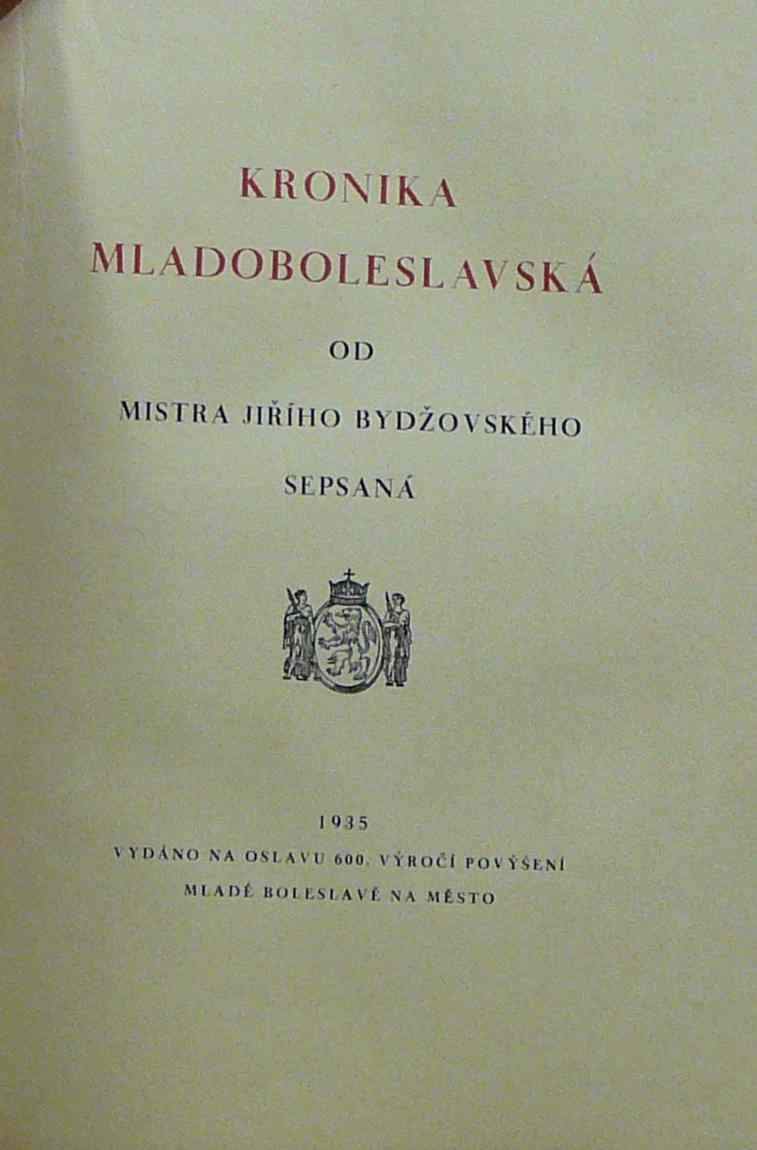 KRONIKA
MLADOBOLESLAVSKÁ
OD
MISTRA JIŘÍHO BYDŽOVSKÉHO
SEPSANÁ
1935
VYDÁNO NA OSLAVU 600. VÝROČÍ POVÝŠENÍ
MLADÉ BOLESLAVĚ NA MĚSTO